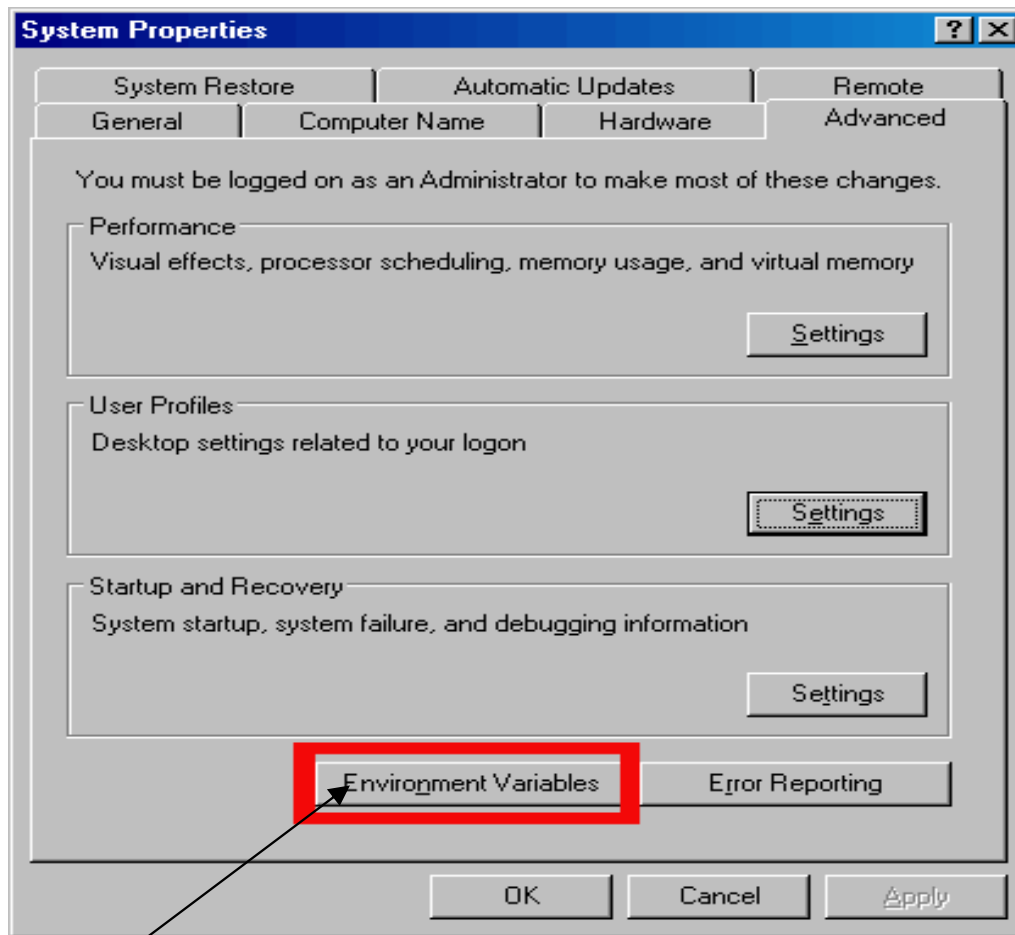 System Properties
System Restore Automatic Updates Remote
General Computer Name Hardware Advanced
You must be logged on as an Administrator to make most of these changes.
Performance
Visual effects, processor scheduling, memory usage, and virtual memory
Settings
User Profiles
Desktop settings related to your logon
Settings
Startup and Recovery
System startup, system failure, and debugging information
Settings
Environment Variables Error Reporting
OK Cancel Apply